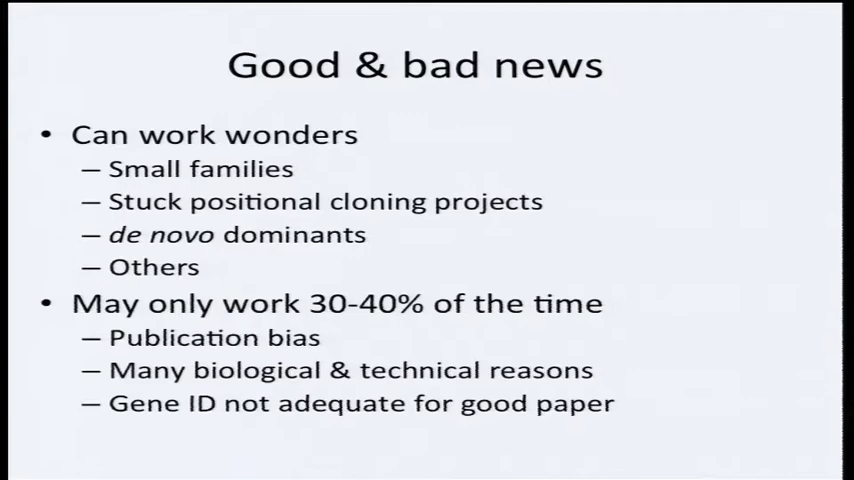 Good & bad news
• Can work wonders
– Small families
– Stuck positional cloning projects
– de novo dominants
– Others
• May only work 30-40% of the time
– Publication bias
– Many biological & technical reasons
– Gene ID not adequate for good paper